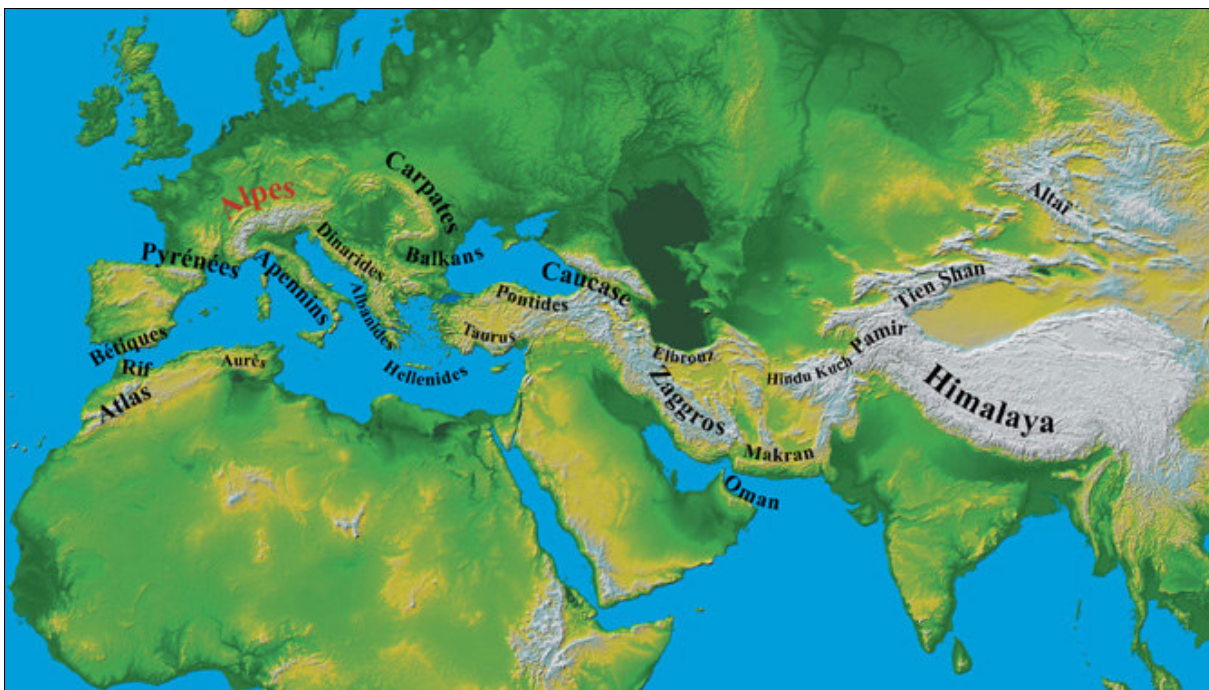 Alpes
Carpates
Altaï
Pyrénées
Apennins
Dinarides
Balkans
Caucase
Tien Shan
Albanides
Pontides
Taurus
Pamir
Bétiques
Rif
Aurès
Hellenides
Elbrouz
Hindu Kuch
Atlas
Zaggros
Himalaya
Makran
Oman